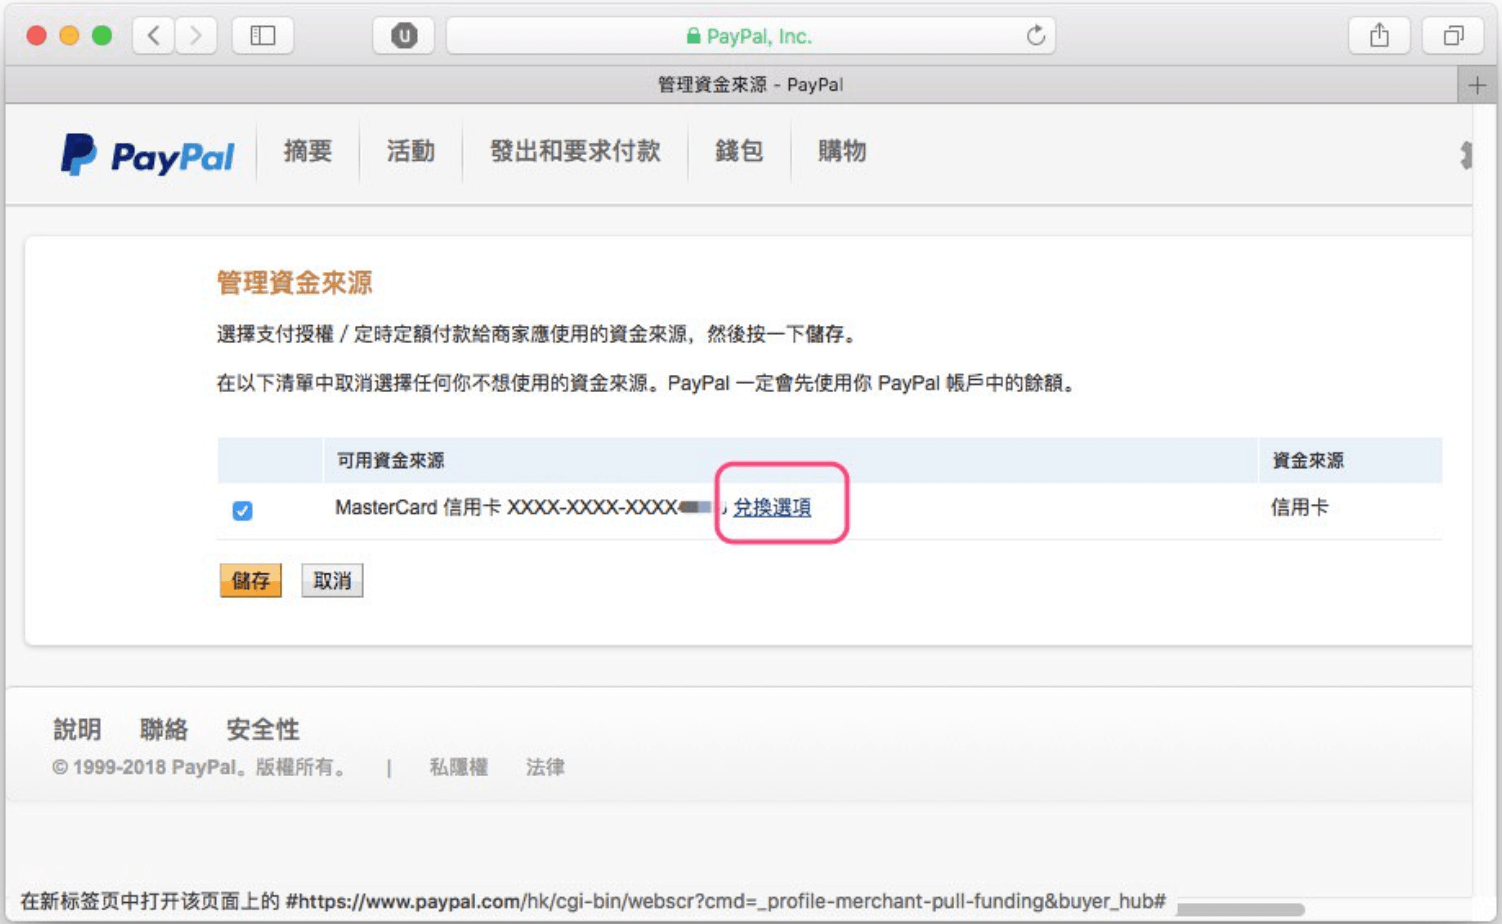 PayPal, Inc.
管理資金來源 - PayPal
PayPal 摘要 活動 發出和要求付款 錢包 購物
管理資金來源
選擇支付授權 / 定時定額付款給商家應使用的資金來源，然後按一下儲存。
在以下清單中取消選擇任何你不想使用的資金來源。PayPal 一定會先使用你 PayPal 帳戶中的餘額。
可用資金來源 資金來源
MasterCard 信用卡 XXXX-XXXX-XXXX 兌換選項 信用卡
儲存 取消
說明 聯絡 安全性
© 1999-2018 PayPal。版權所有。 | 私隱權 法律
在新标签页中打开该页面上的 #https://www.paypal.com/hk/cgi-bin/webscr?cmd=_profile-merchant-pull-funding&buyer_hub#